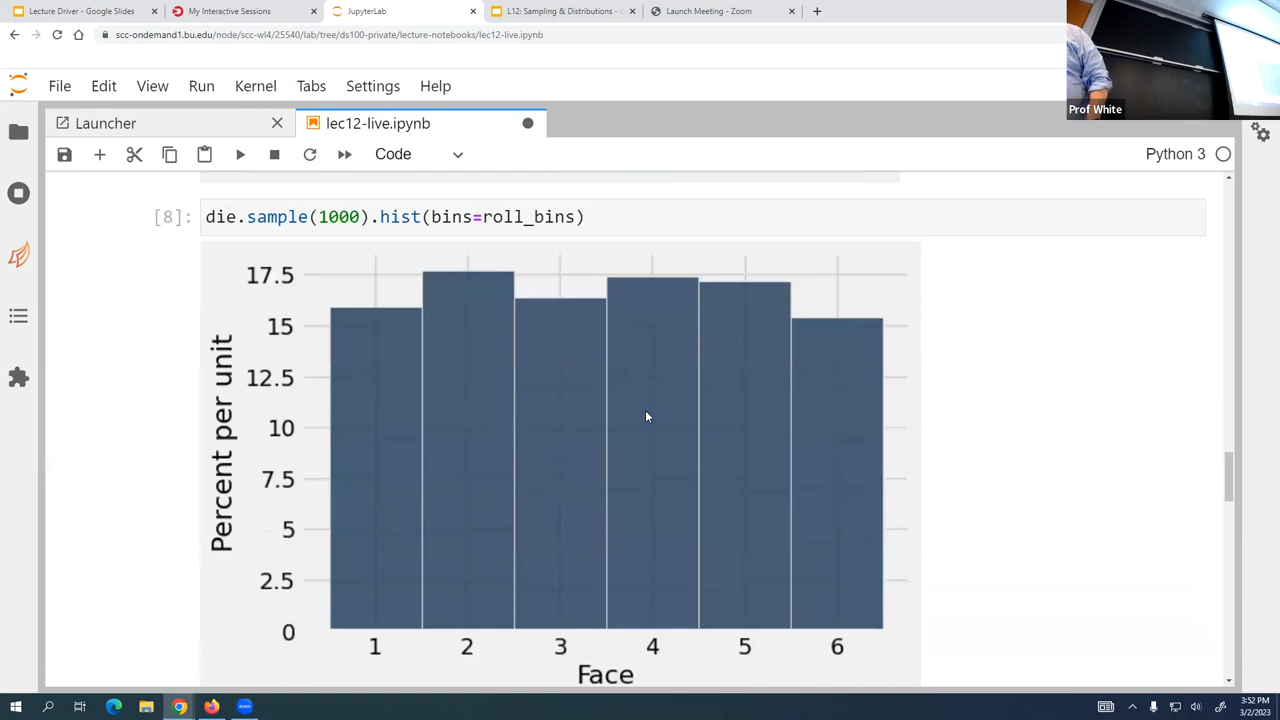 Lecture Driver - Google Slides
My Interactive Sessions
JupyterLab
L12: Sampling & Distributions - G
Launch Meeting - Zoom
scc-ondemand1.bu.edu/node/scc-wl4/25540/lab/tree/ds100-private/lecture-notebooks/lec12-live.ipynb
Prof White
File Edit View Run Kernel Tabs Settings Help
Launcher
lec12-live.ipynb
Code
Python 3
[8]: die.sample(1000).hist(bins=roll_bins)
17.5
15
12.5
10
7.5
5
2.5
0
Percent per unit
1 2 3 4 5 6
Face
3:52 PM
3/2/2023